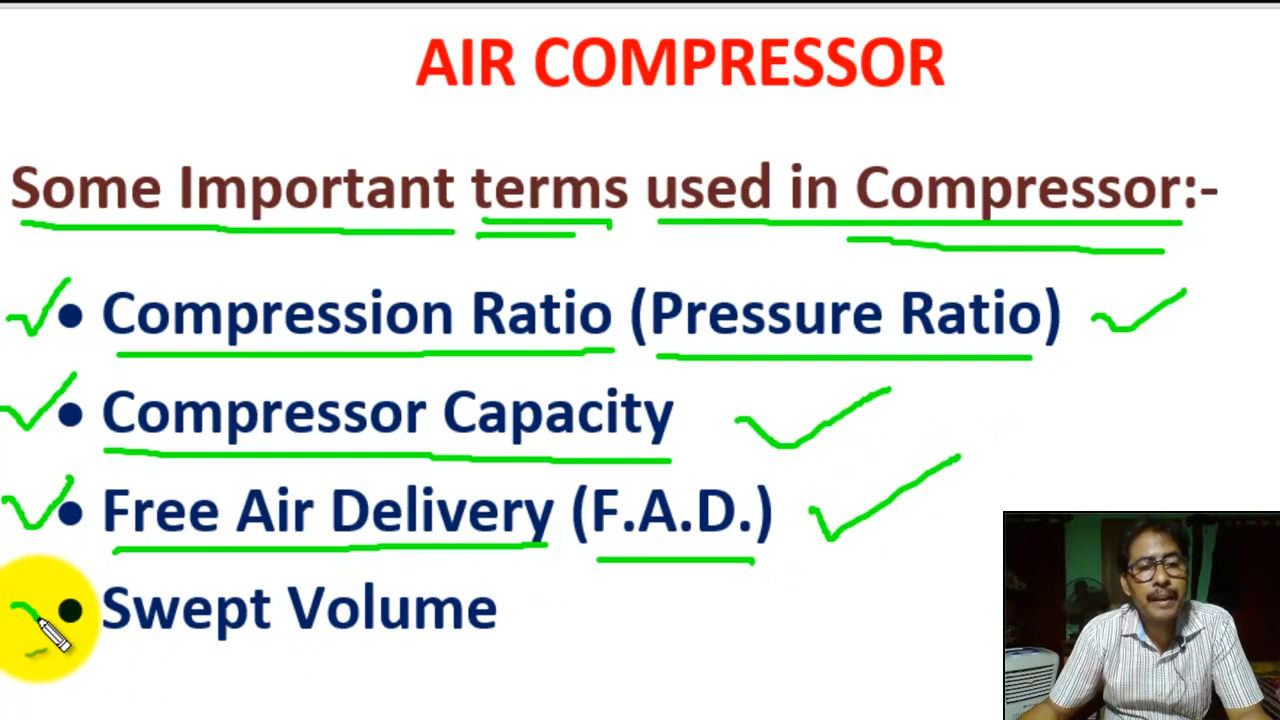 AIR COMPRESSOR
Some Important terms used in Compressor:-
• Compression Ratio (Pressure Ratio)
• Compressor Capacity
• Free Air Delivery (F.A.D.)
• Swept Volume